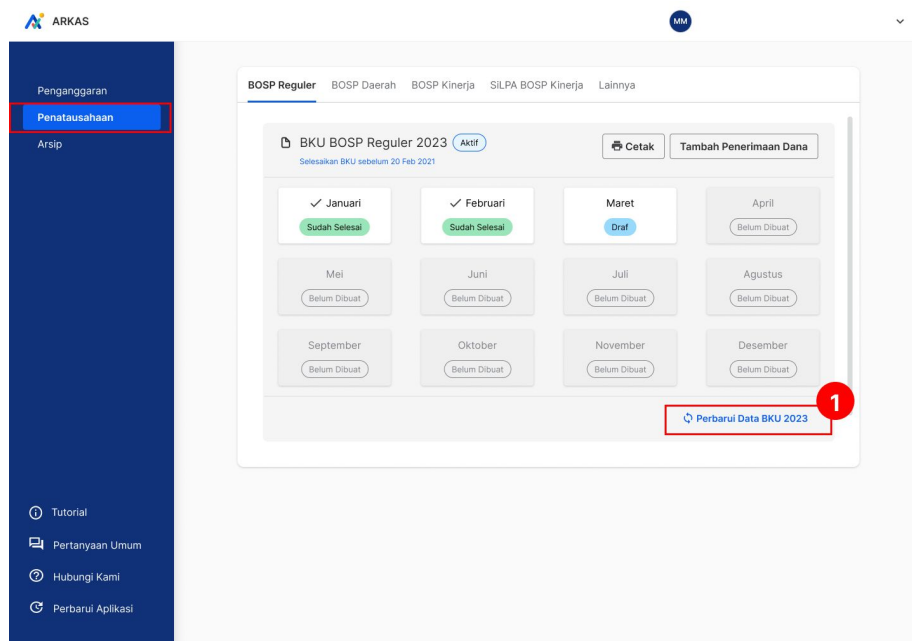 ARKAS
MM
Penganggaran
Penatausahaan
Arsip
BOSP Reguler BOSP Daerah BOSP Kinerja SiLPA BOSP Kinerja Lainnya
BKU BOSP Reguler 2023 Aktif
Selesaikan BKU sebelum 20 Feb 2021
Cetak Tambah Penerimaan Dana
Januari Februari Maret April
Sudah Selesai Sudah Selesai Draf Belum Dibuat
Mei Juni Juli Agustus
Belum Dibuat Belum Dibuat Belum Dibuat Belum Dibuat
September Oktober November Desember
Belum Dibuat Belum Dibuat Belum Dibuat Belum Dibuat
1
Perbarui Data BKU 2023
Tutorial
Pertanyaan Umum
Hubungi Kami
Perbarui Aplikasi